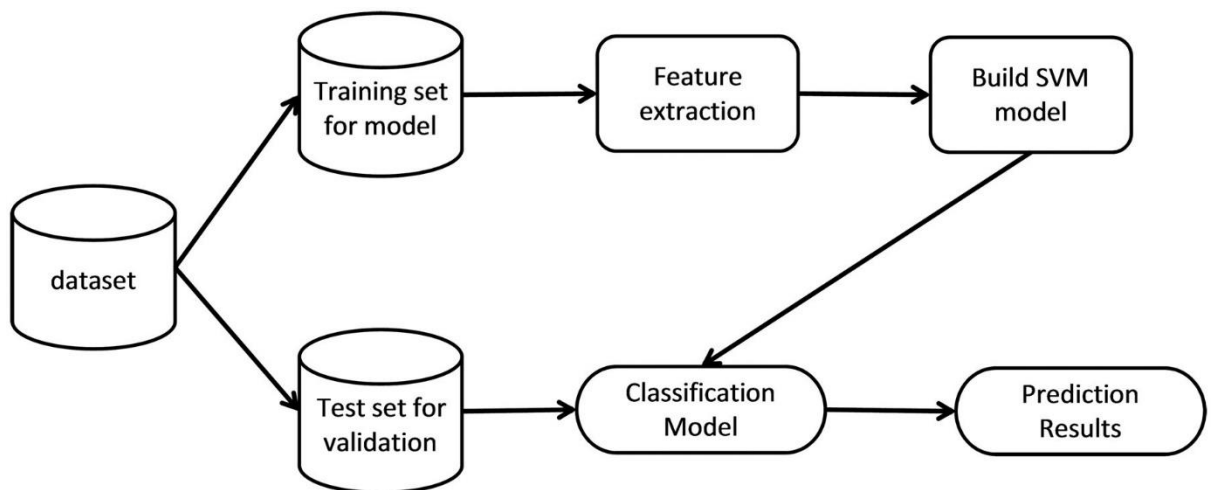 Training set
for model
Feature
extraction
Build SVM
model
dataset
Test set for
validation
Classification
Model
Prediction
Results